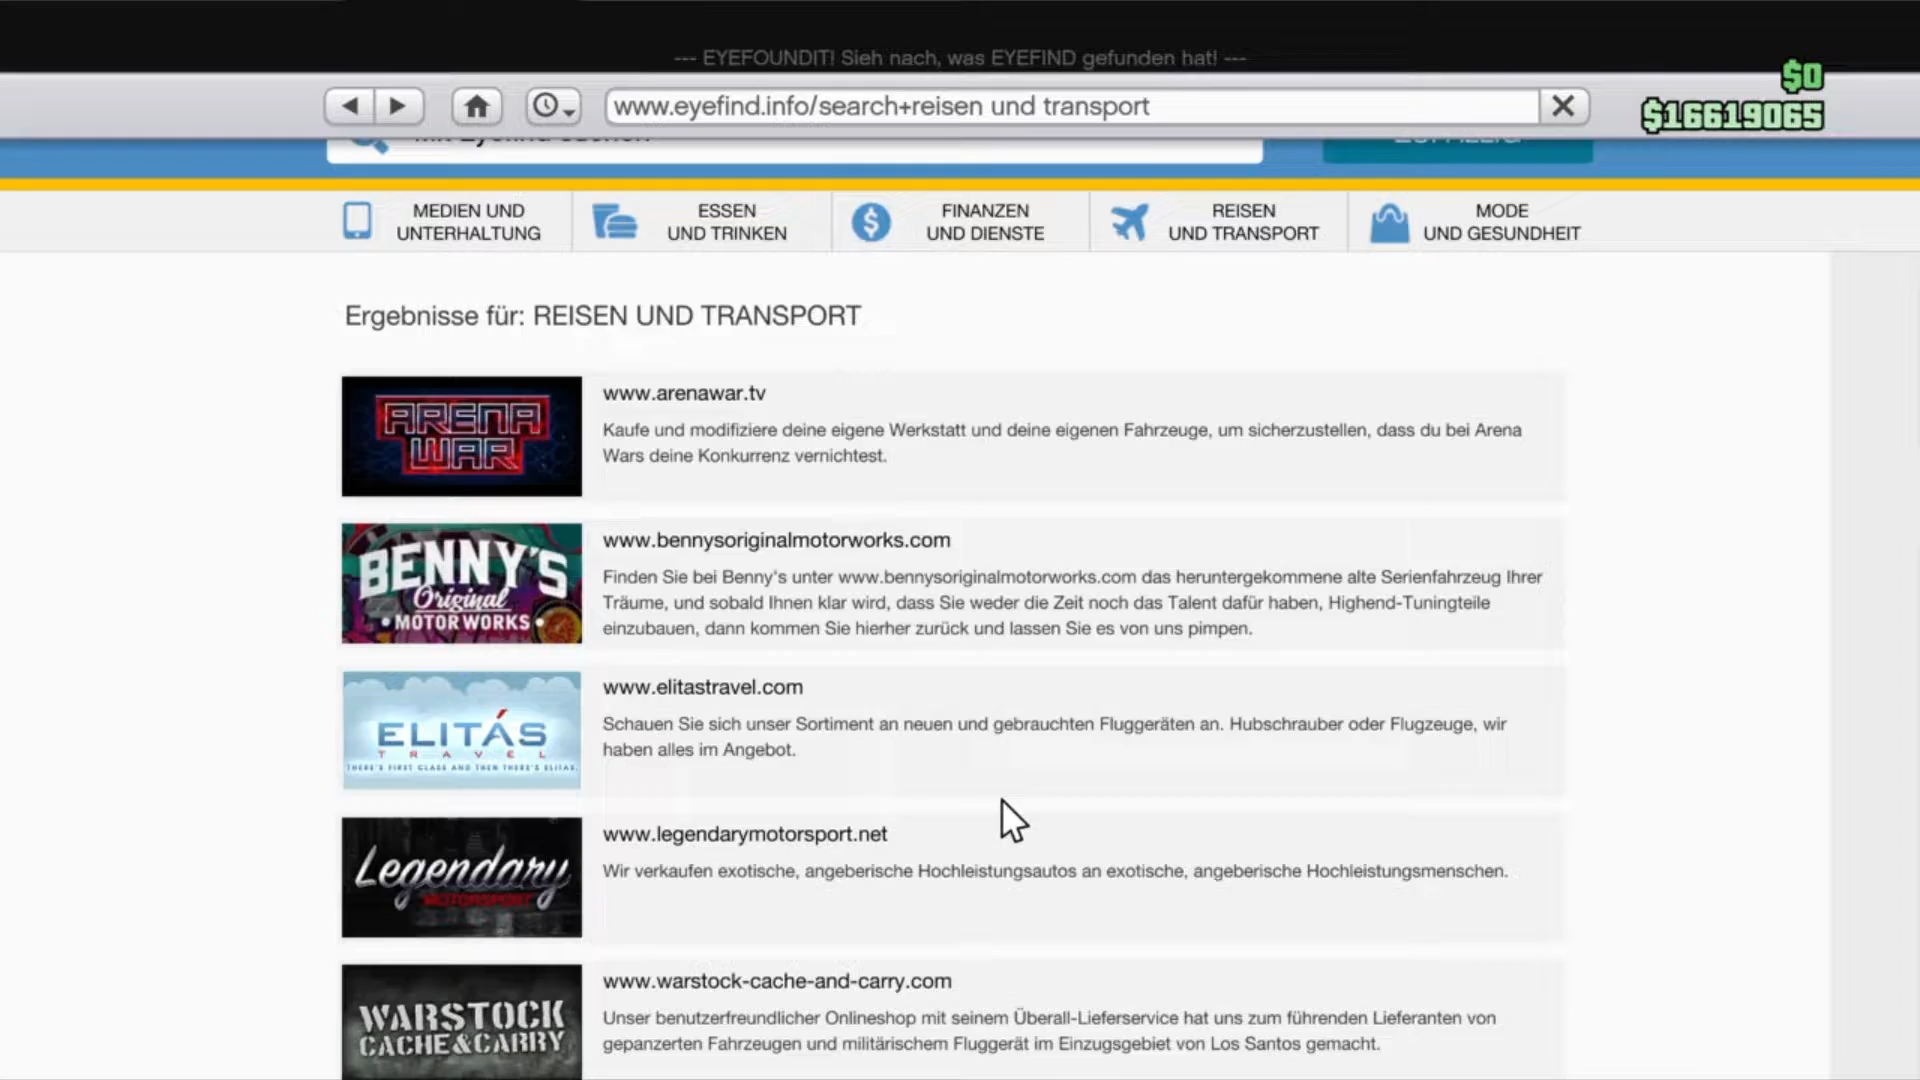 --- EYEFOUNDIT! Sieh nach, was EYEFIND gefunden hat! ---
$0
www.eyefind.info/search+reisen und transport
$16619065
MEDIEN UND
UNTERHALTUNG
ESSEN
UND TRINKEN
FINANZEN
UND DIENSTE
REISEN
UND TRANSPORT
MODE
UND GESUNDHEIT
Ergebnisse für: REISEN UND TRANSPORT
ARENA
WAR
www.arenawar.tv
Kaufe und modifiziere deine eigene Werkstatt und deine eigenen Fahrzeuge, um sicherzustellen, dass du bei Arena
Wars deine Konkurrenz vernichtest.
BENNY'S
Original
• MOTOR WORKS •
www.bennysoriginalmotorworks.com
Finden Sie bei Benny's unter www.bennysoriginalmotorworks.com das heruntergekommene alte Serienfahrzeug Ihrer
Träume, und sobald Ihnen klar wird, dass Sie weder die Zeit noch das Talent dafür haben, Highend-Tuningteile
einzubauen, dann kommen Sie hierher zurück und lassen Sie es von uns pimpen.
ELITÁS
TRAVEL
THERE'S FIRST CLASS AND THEN THERE'S ELITAS.
www.elitastravel.com
Schauen Sie sich unser Sortiment an neuen und gebrauchten Fluggeräten an. Hubschrauber oder Flugzeuge, wir
haben alles im Angebot.
Legendary
MOTORSPORT
www.legendarymotorsport.net
Wir verkaufen exotische, angeberische Hochleistungsautos an exotische, angeberische Hochleistungsmenschen.
WARSTOCK
CACHE&CARRY
www.warstock-cache-and-carry.com
Unser benutzerfreundlicher Onlineshop mit seinem Überall-Lieferservice hat uns zum führenden Lieferanten von
gepanzerten Fahrzeugen und militärischem Fluggerät im Einzugsgebiet von Los Santos gemacht.